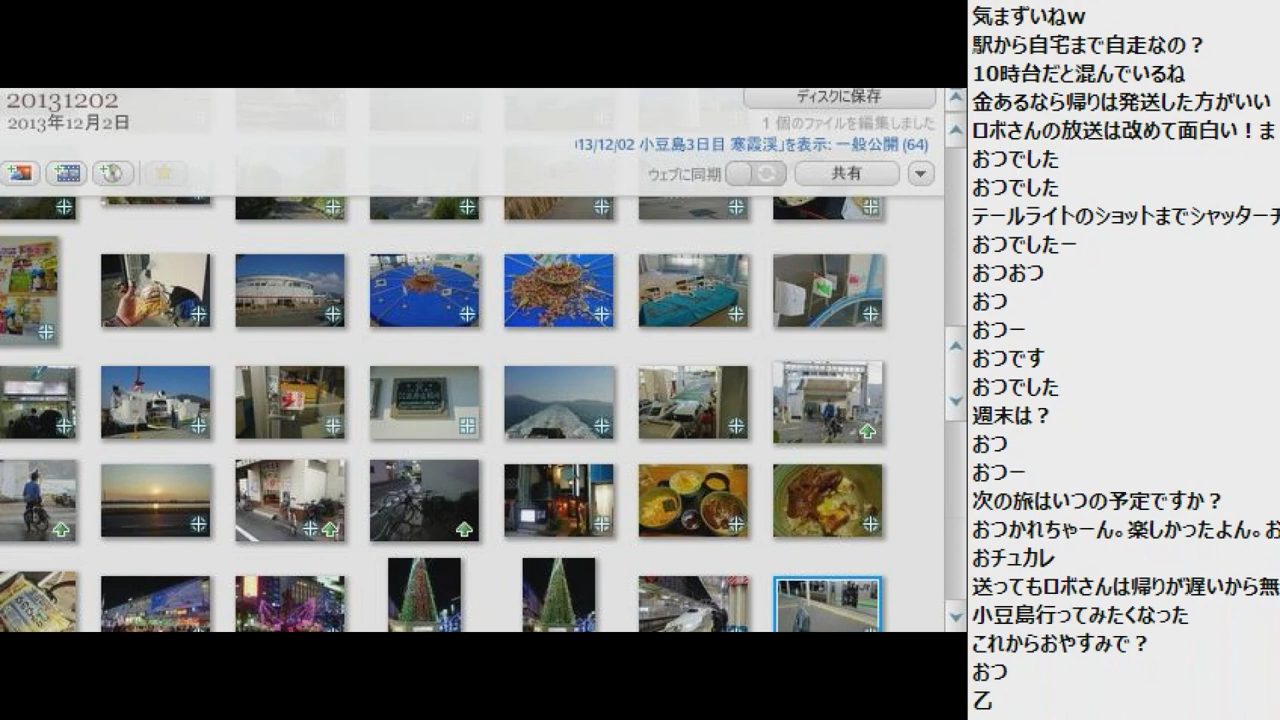 20131202
2013年12月2日
ディスクに保存
1 個のファイルを編集しました
13/12/02 小豆島3日目 寒霞渓」を表示: 一般公開 (64)
ウェブに同期
共有
気まずいねw
駅から自宅まで自走なの？
10時台だと混んでいるね
金あるなら帰りは発送した方がいい
ロボさんの放送は改めて面白い！ま
おつでした
おつでした
テールライトのショットまでシャッターチ
おつでしたー
おつおつ
おつ
おつー
おつです
おつでした
週末は？
おつ
おつー
次の旅はいつの予定ですか？
おつかれちゃーん。楽しかったよん。お
おチュカレ
送ってもロボさんは帰りが遅いから無
小豆島行ってみたくなった
これからおやすみで？
おつ
乙